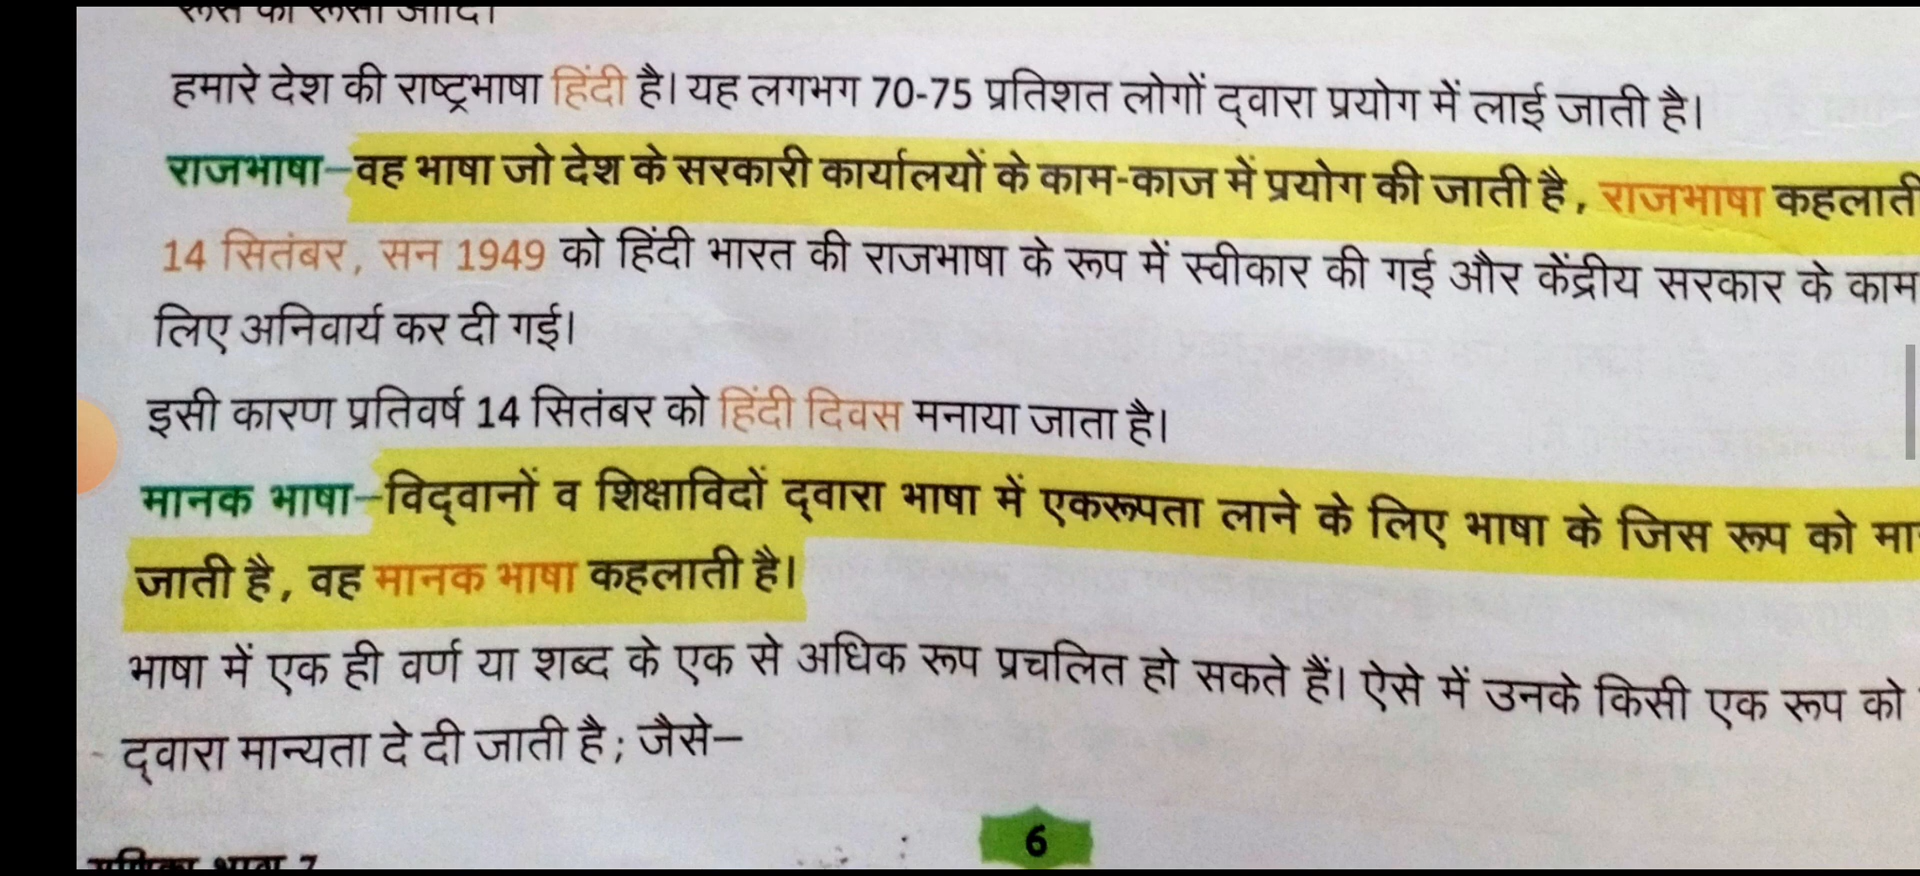 हमारे देश की राष्ट्रभाषा हिंदी है। यह लगभग 70-75 प्रतिशत लोगों द्वारा प्रयोग में लाई जाती है।
राजभाषा—वह भाषा जो देश के सरकारी कार्यालयों के काम-काज में प्रयोग की जाती है, राजभाषा कहलाती
14 सितंबर, सन 1949 को हिंदी भारत की राजभाषा के रूप में स्वीकार की गई और केंद्रीय सरकार के काम
लिए अनिवार्य कर दी गई।
इसी कारण प्रतिवर्ष 14 सितंबर को हिंदी दिवस मनाया जाता है।
मानक भाषा—विद्वानों व शिक्षाविदों द्वारा भाषा में एकरूपता लाने के लिए भाषा के जिस रूप को
जाती है, वह मानक भाषा कहलाती है।
भाषा में एक ही वर्ण या शब्द के एक से अधिक रूप प्रचलित हो सकते हैं। ऐसे में उनके किसी एक रूप को
द्वारा मान्यता दे दी जाती है; जैसे—
6